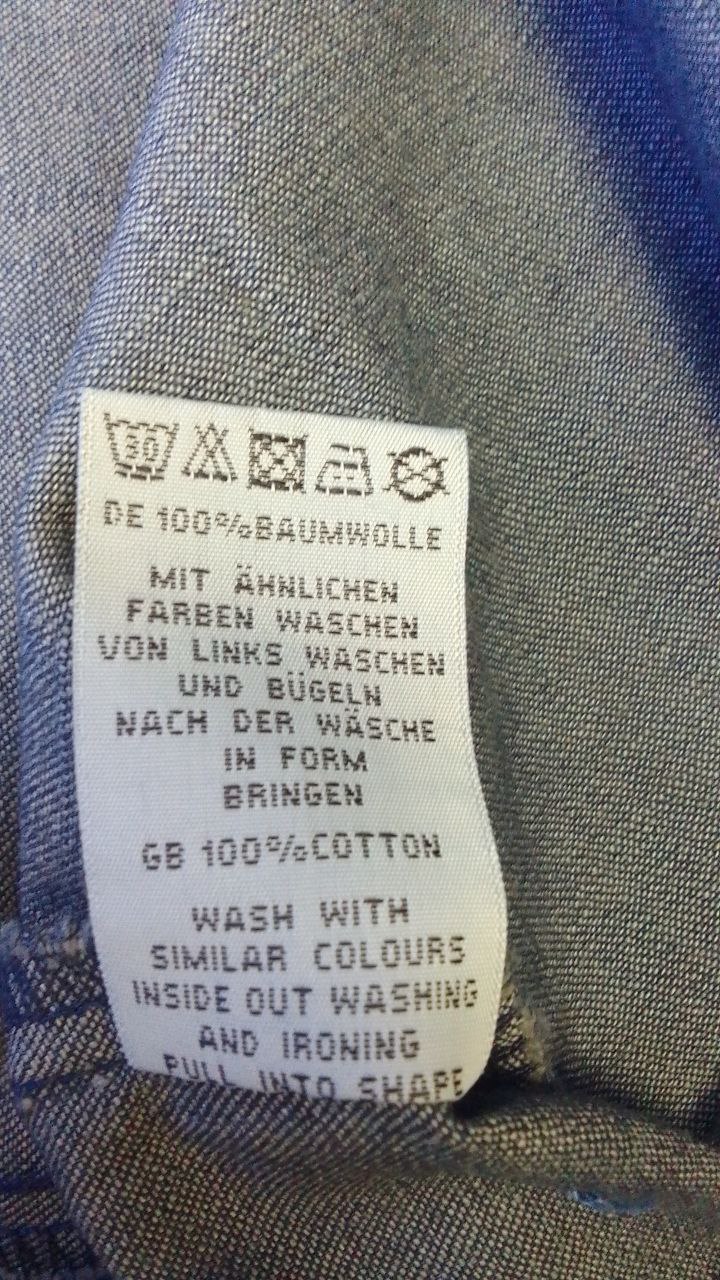 30
DE 100%BAUMWOLLE
MIT ÄHNLICHEN
FARBEN WASCHEN
VON LINKS WASCHEN
UND BÜGELN
NACH DER WÄSCHE
IN FORM
BRINGEN
GB 100%COTTON
WASH WITH
SIMILAR COLOURS
INSIDE OUT WASHING
AND IRONING
PULL INTO SHAPE